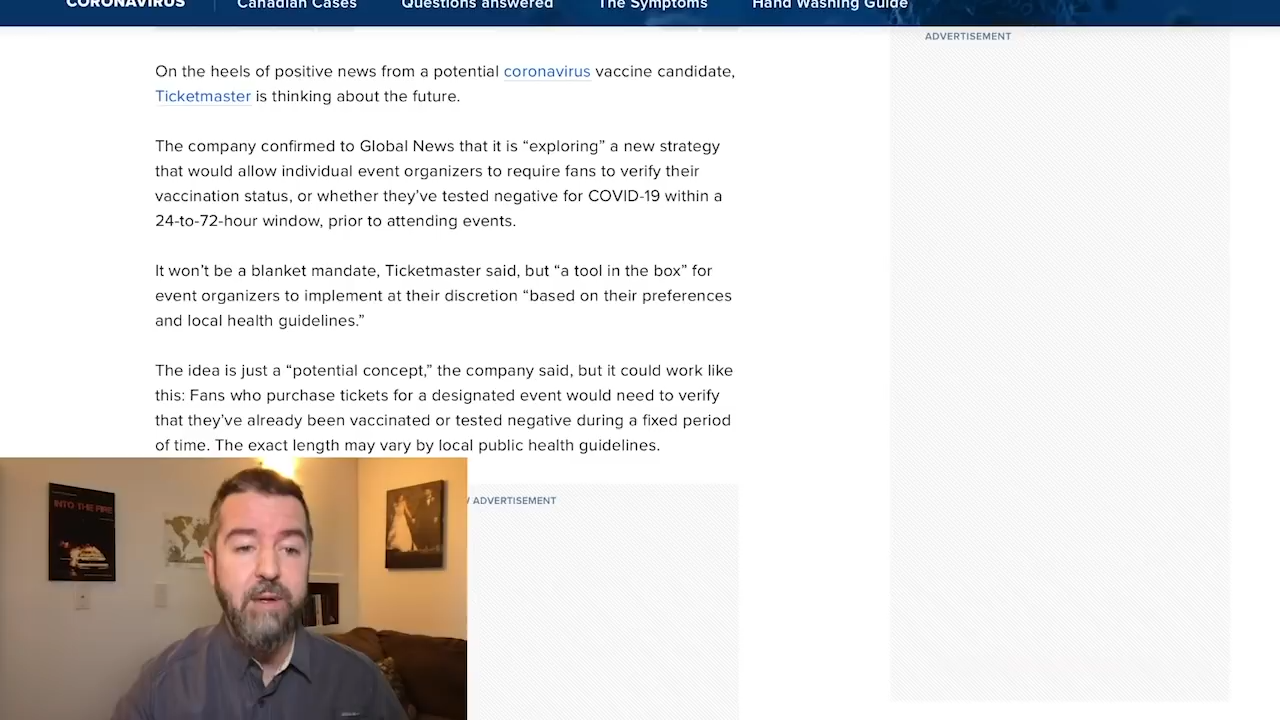 CORONAVIRUS Canadian Cases Questions answered The Symptoms Hand Washing Guide
ADVERTISEMENT
On the heels of positive news from a potential coronavirus vaccine candidate,
Ticketmaster is thinking about the future.
The company confirmed to Global News that it is “exploring” a new strategy
that would allow individual event organizers to require fans to verify their
vaccination status, or whether they’ve tested negative for COVID-19 within a
24-to-72-hour window, prior to attending events.
It won’t be a blanket mandate, Ticketmaster said, but “a tool in the box” for
event organizers to implement at their discretion “based on their preferences
and local health guidelines.”
The idea is just a “potential concept,” the company said, but it could work like
this: Fans who purchase tickets for a designated event would need to verify
that they’ve already been vaccinated or tested negative during a fixed period
of time. The exact length may vary by local public health guidelines.
ADVERTISEMENT
INTO THE FIRE